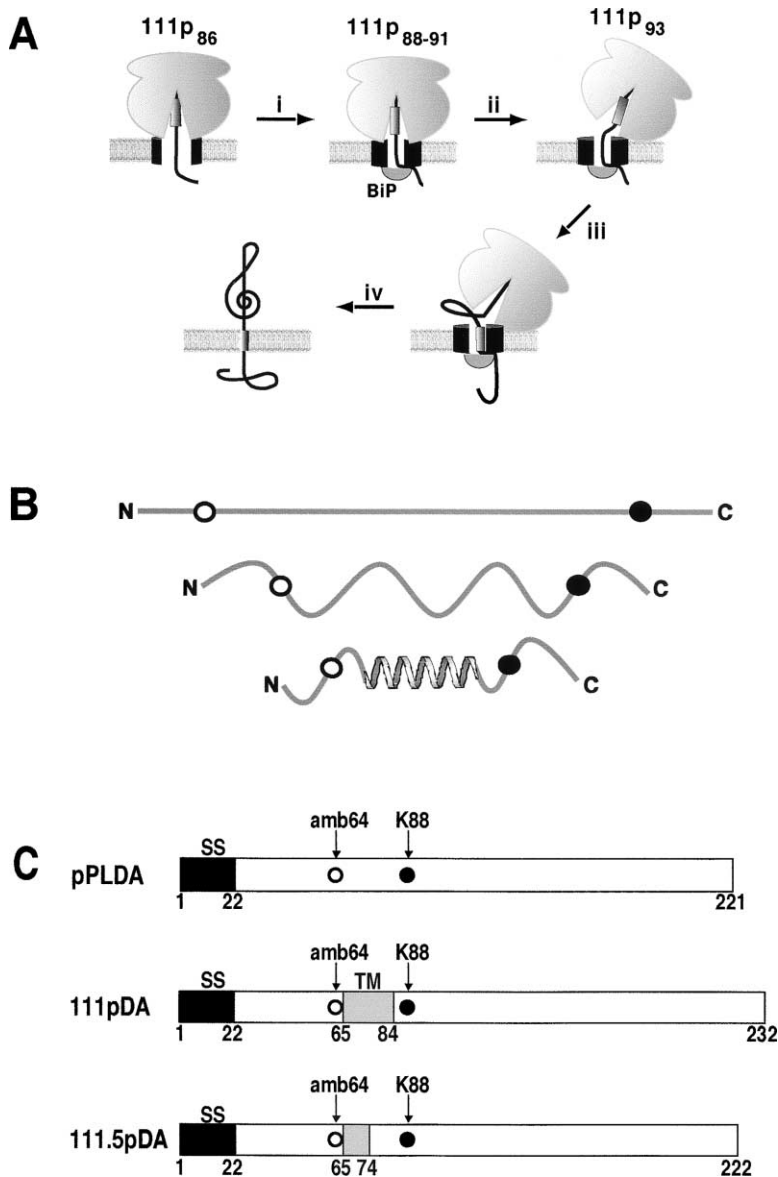 A
111p86 111p88-91 111p93
i ii
BiP
iii
iv
B
N C
N C
N C
C
amb64 K88
SS
pPLDA
1 22 221
amb64 K88
SS TM
111pDA
1 22 65 84 232
amb64 K88
SS
111.5pDA
1 22 65 74 222